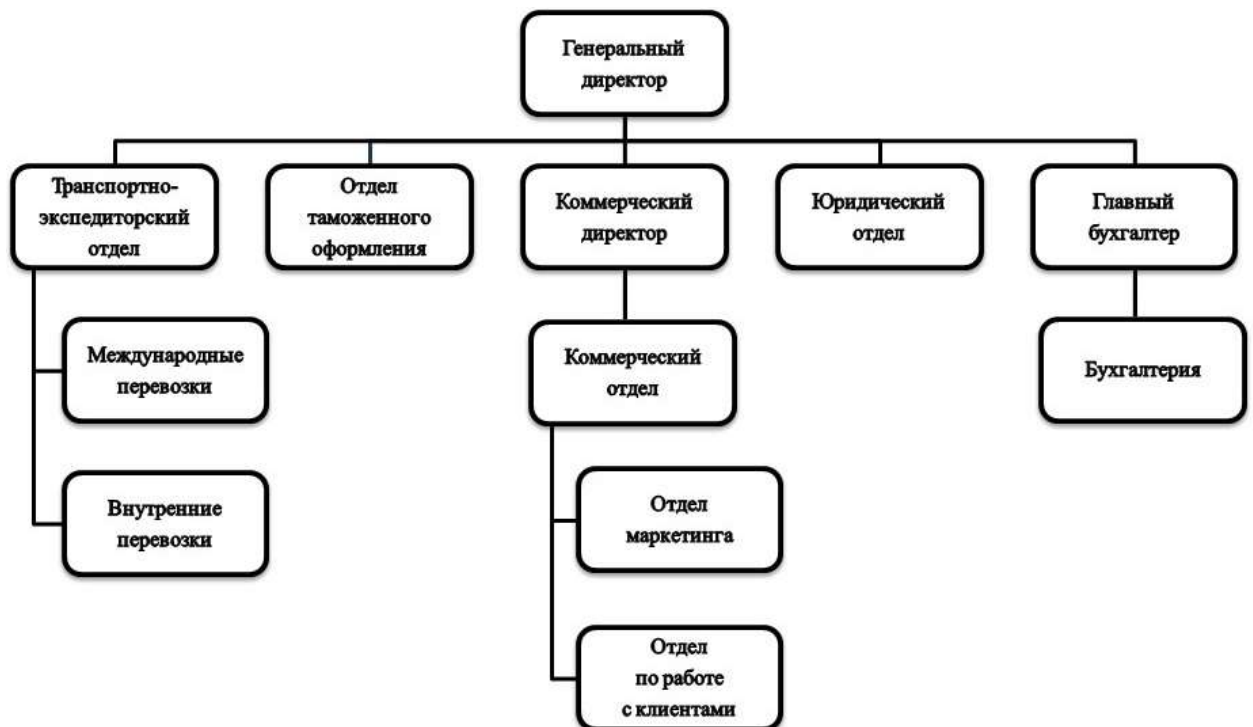 Генеральный
директор
Транспортно-
экспедиторский
отдел
Отдел
таможенного
оформления
Коммерческий
директор
Юридический
отдел
Главный
бухгалтер
Международные
перевозки
Коммерческий
отдел
Бухгалтерия
Внутренние
перевозки
Отдел
маркетинга
Отдел
по работе
с клиентами